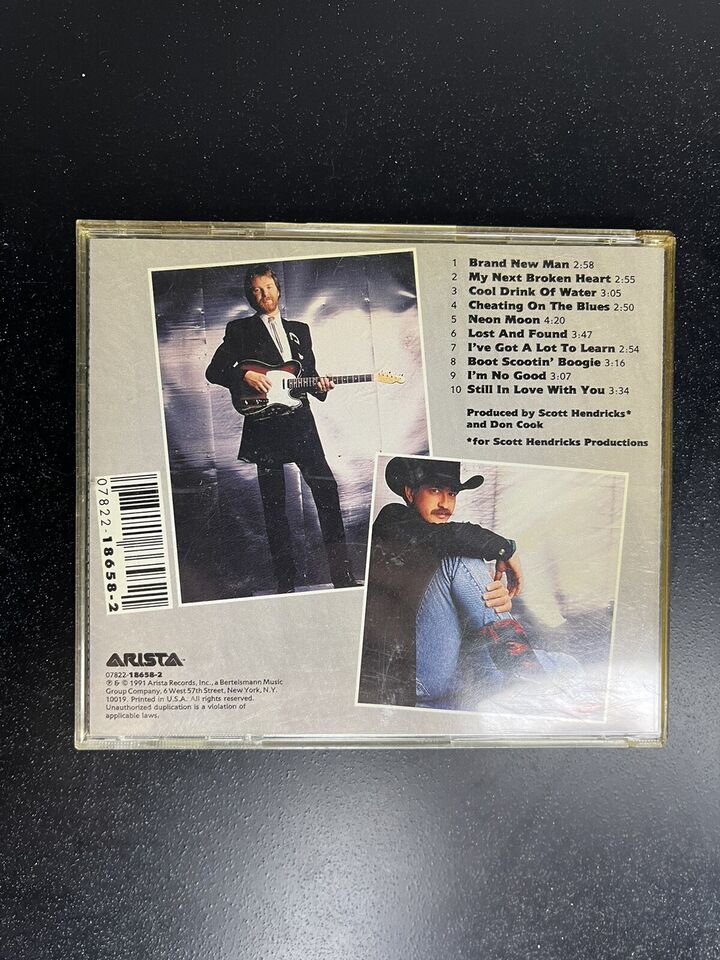 1 Brand New Man 2:58
2 My Next Broken Heart 2:55
3 Cool Drink Of Water 3:05
4 Cheating On The Blues 2:50
5 Neon Moon 4:20
6 Lost And Found 3:47
7 I've Got A Lot To Learn 2:54
8 Boot Scootin' Boogie 3:16
9 I'm No Good 3:07
10 Still In Love With You 3:34
Produced by Scott Hendricks*
and Don Cook
*for Scott Hendricks Productions
07822-18658-2
ARISTA
07822-18658-2
℗ & © 1991 Arista Records, Inc., a Bertelsmann Music
Group Company, 6 West 57th Street, New York, N.Y.
10019. Printed in U.S.A. All rights reserved.
Unauthorized duplication is a violation of
applicable laws.